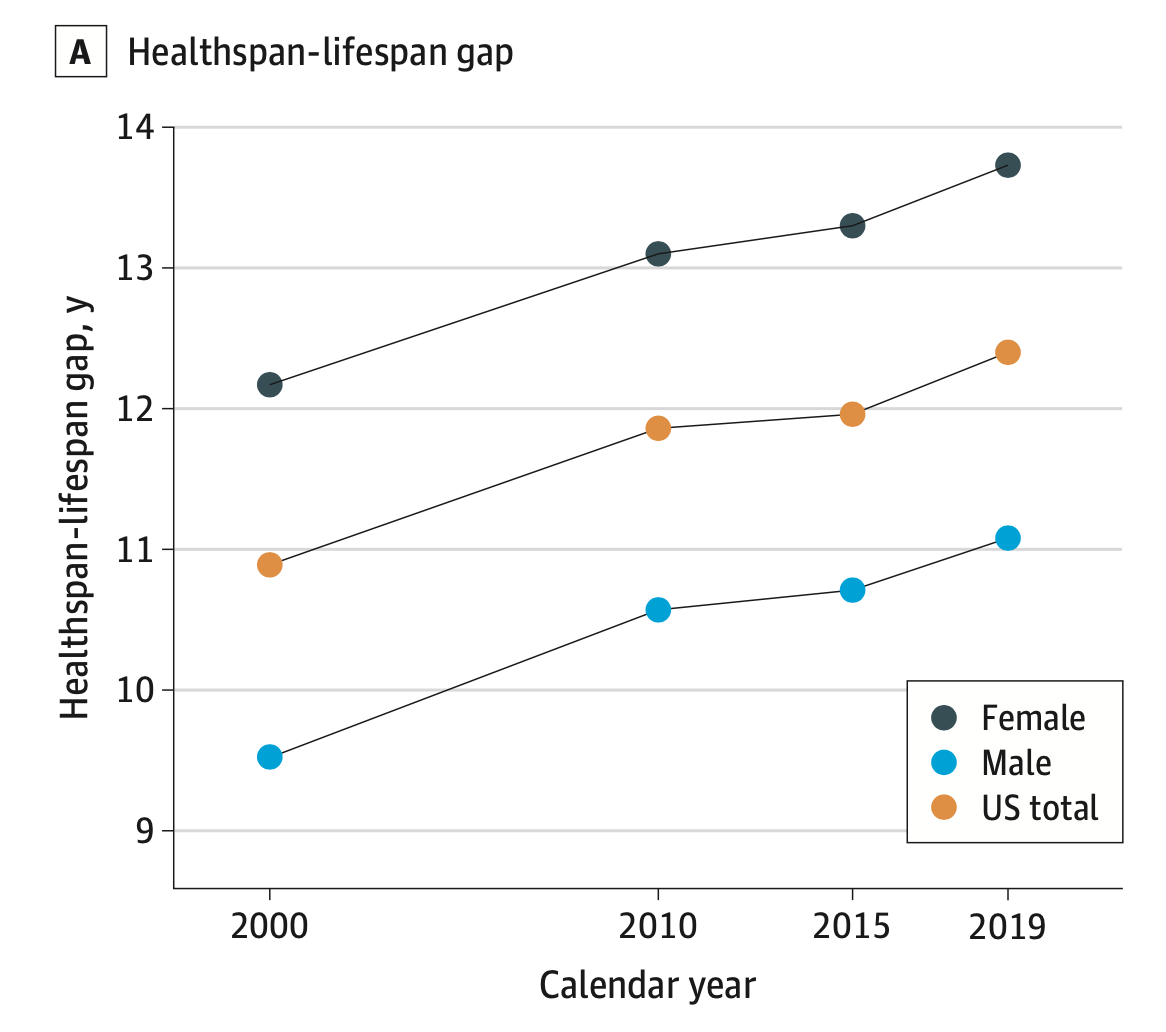 A Healthspan-lifespan gap
Healthspan-lifespan gap, y
14
13
12
11
10
9
Female
Male
US total
2000 2010 2015 2019
Calendar year